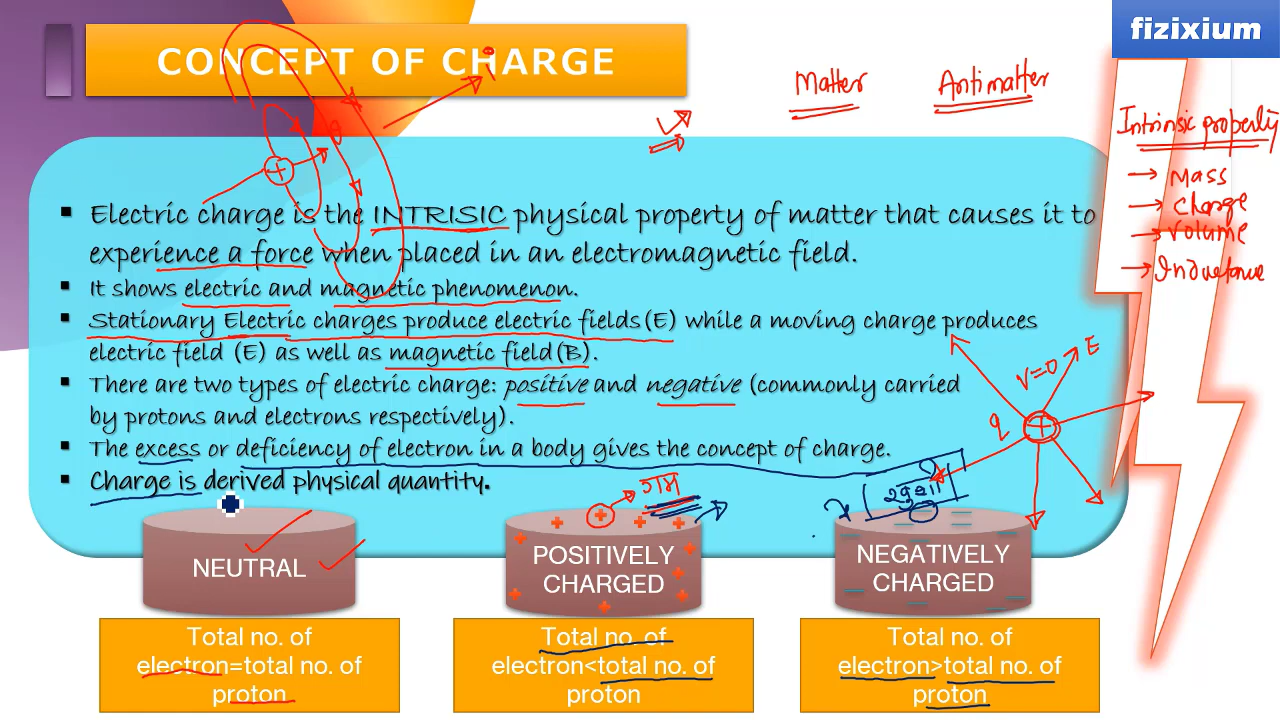 fizixium
CONCEPT OF CHARGE
Matter
Antimatter
Intrinsic property
→ Mass
→ Charge
→ Volume
→ Inductance
▪ Electric charge is the INTRISIC physical property of matter that causes it to
experience a force when placed in an electromagnetic field.
▪ It shows electric and magnetic phenomenon.
▪ Stationary Electric charges produce electric fields(E) while a moving charge produces
electric field (E) as well as magnetic field(B).
▪ There are two types of electric charge: positive and negative (commonly carried
by protons and electrons respectively).
▪ The excess or deficiency of electron in a body gives the concept of charge.
▪ Charge is derived physical quantity.
E
V=0
q
+
NEUTRAL
POSITIVELY
CHARGED
NEGATIVELY
CHARGED
Total no. of
electron=total no. of
proton
Total no. of
electron<total no. of
proton
Total no. of
electron>total no. of
proton